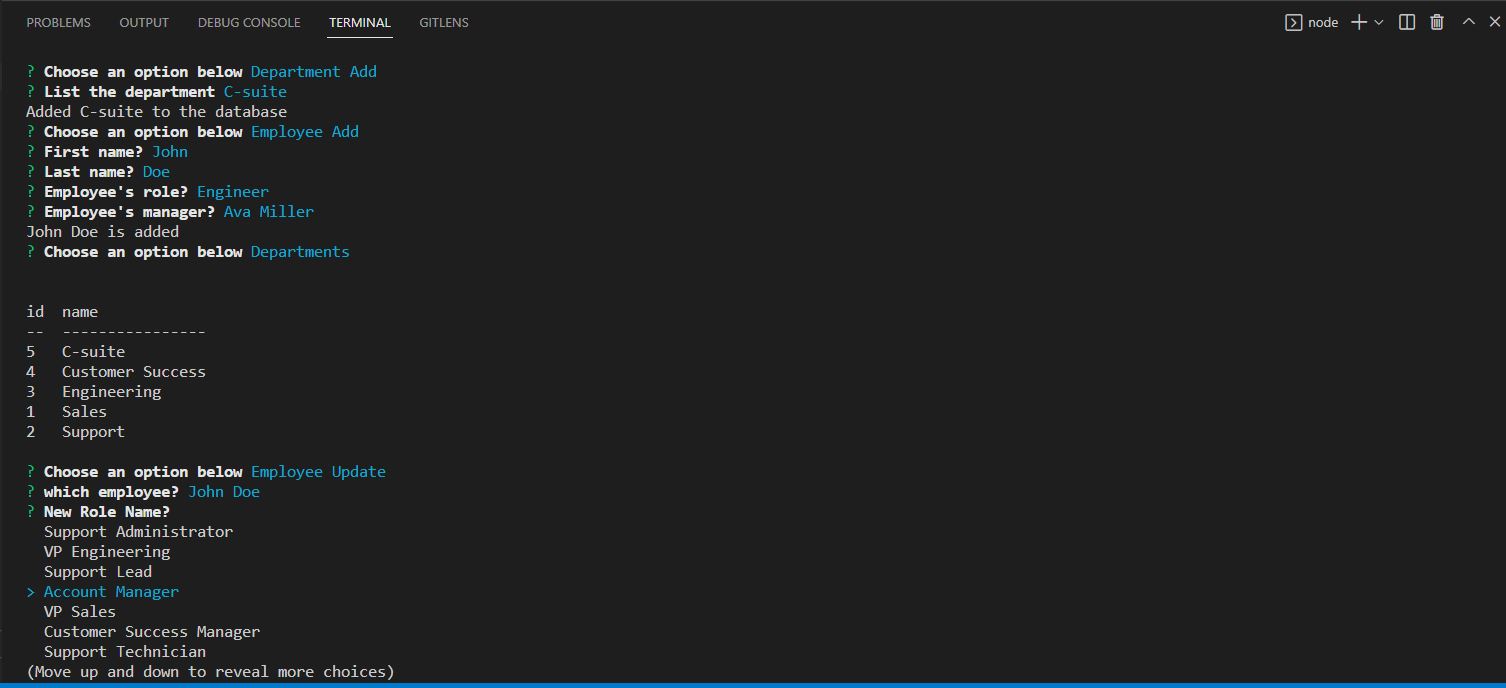 PROBLEMS OUTPUT DEBUG CONSOLE TERMINAL GITLENS node
? Choose an option below Department Add
? List the department C-suite
Added C-suite to the database
? Choose an option below Employee Add
? First name? John
? Last name? Doe
? Employee's role? Engineer
? Employee's manager? Ava Miller
John Doe is added
? Choose an option below Departments
id  name
--  ----------------
5   C-suite
4   Customer Success
3   Engineering
1   Sales
2   Support
? Choose an option below Employee Update
? which employee? John Doe
? New Role Name?
  Support Administrator
  VP Engineering
  Support Lead
> Account Manager
  VP Sales
  Customer Success Manager
  Support Technician
(Move up and down to reveal more choices)